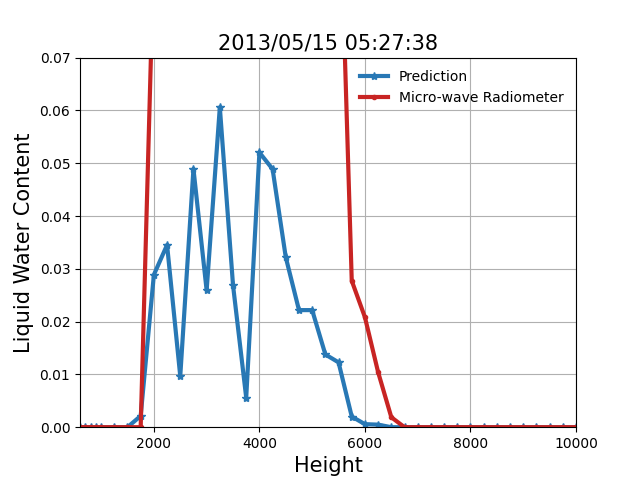 2013/05/15 05:27:38
0.07
0.06
0.05
0.04
0.03
0.02
0.01
0.00
Liquid Water Content
Prediction
Micro-wave Radiometer
2000 4000 6000 8000 10000
Height